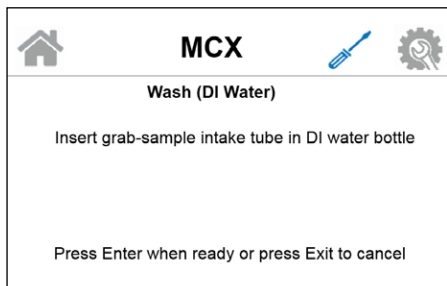 MCX
Wash (DI Water)
Insert grab-sample intake tube in DI water bottle
Press Enter when ready or press Exit to cancel